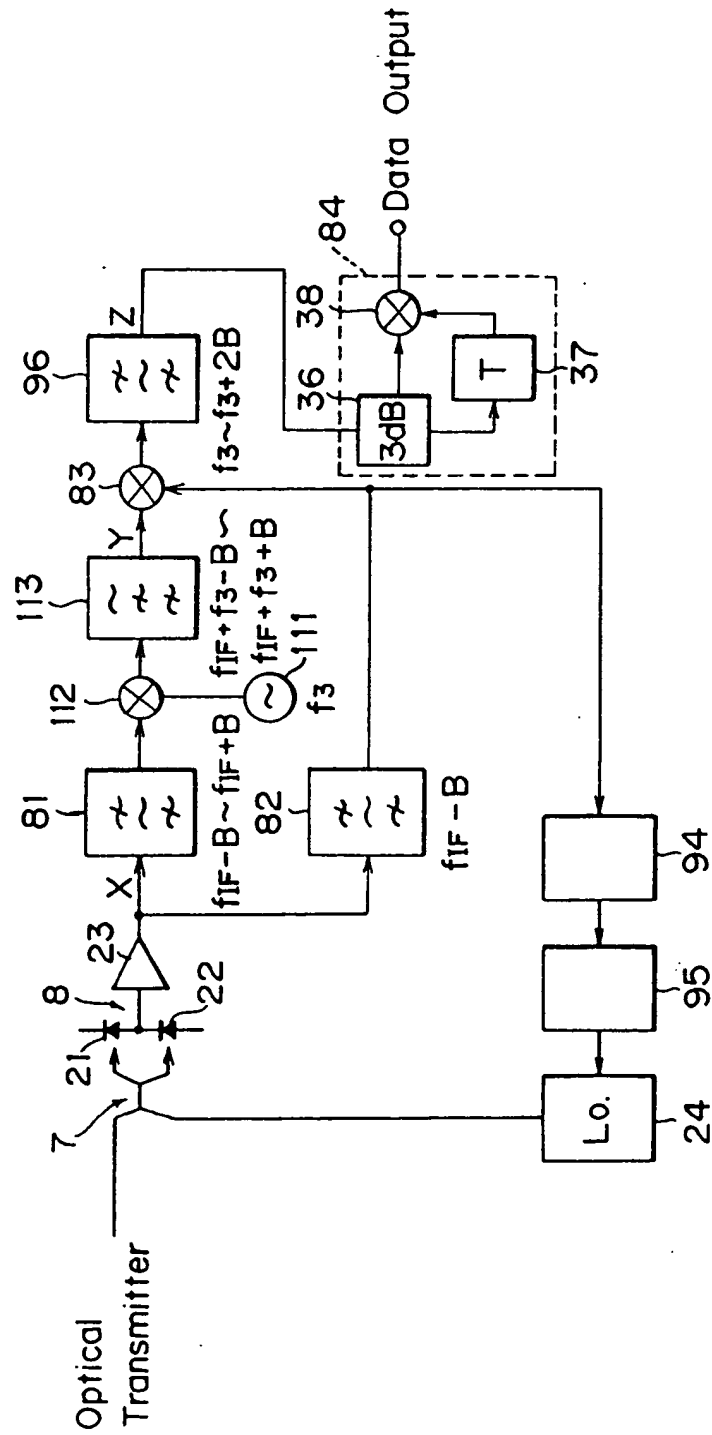 Optical
Transmitter
7
21
8
22
23
X
81
fIF-B~fIF+B
112
f3
111
113
fIF+f3-B~
fIF+f3+B
Y
83
96
f3~f3+2B
Z
82
fIF-B
36
3dB
38
84
T
37
Data Output
94
95
Lo.
24